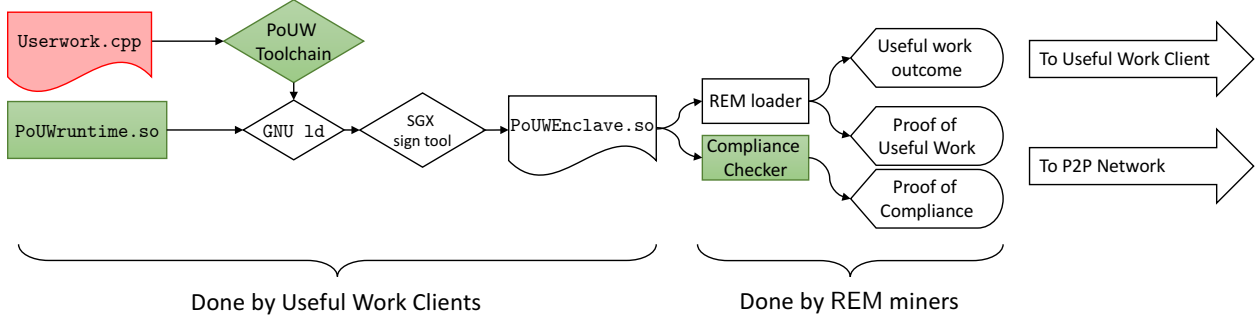 Userwork.cpp
PoUW
Toolchain
PoUWruntime.so
GNU ld
SGX
sign tool
PoUWEnclave.so
REM loader
Compliance
Checker
Useful work
outcome
Proof of
Useful Work
Proof of
Compliance
To Useful Work Client
To P2P Network
Done by Useful Work Clients
Done by REM miners